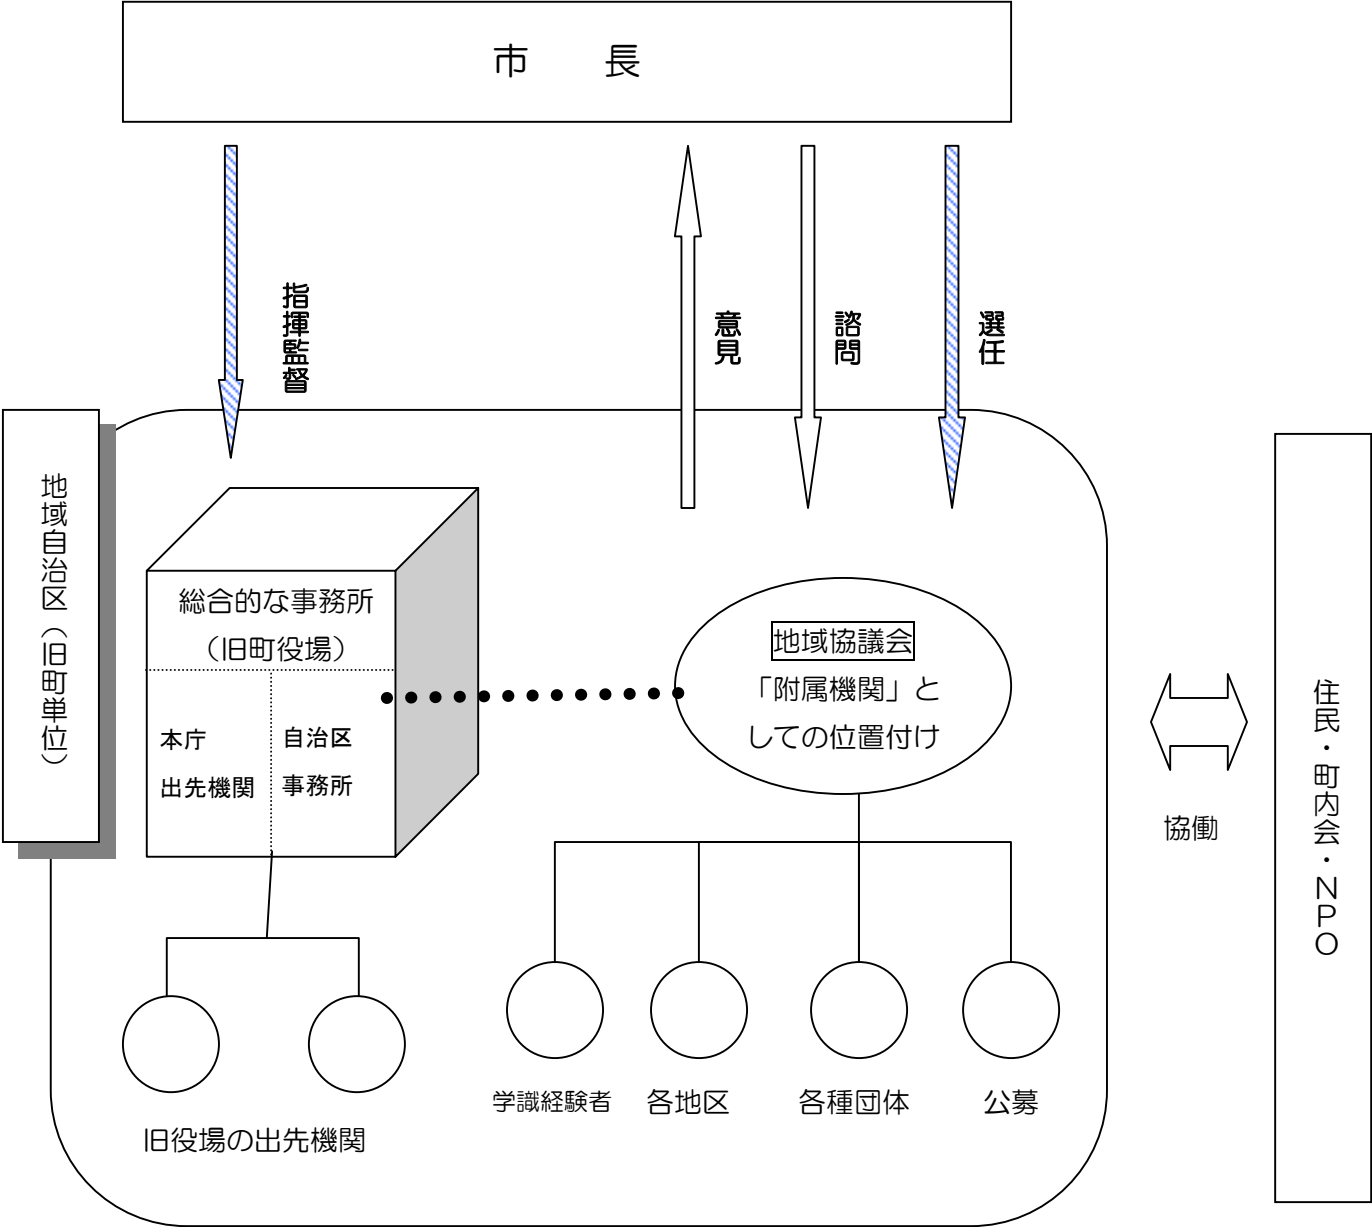 市　　長
指揮監督
意見
諮問
選任
地域自治区（旧町単位）
総合的な事務所
（旧町役場）
本庁
出先機関
自治区
事務所
地域協議会
「附属機関」と
しての位置付け
協働
住民・町内会・ＮＰＯ
学識経験者
各地区
各種団体
公募
旧役場の出先機関